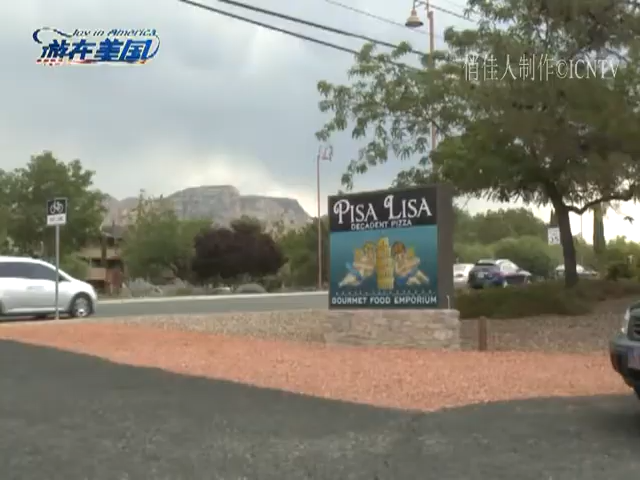 Joy in America
游在美国
俏佳人制作©ICNTV
PISA LISA
DECADENT PIZZA
GOURMET FOOD EMPORIUM